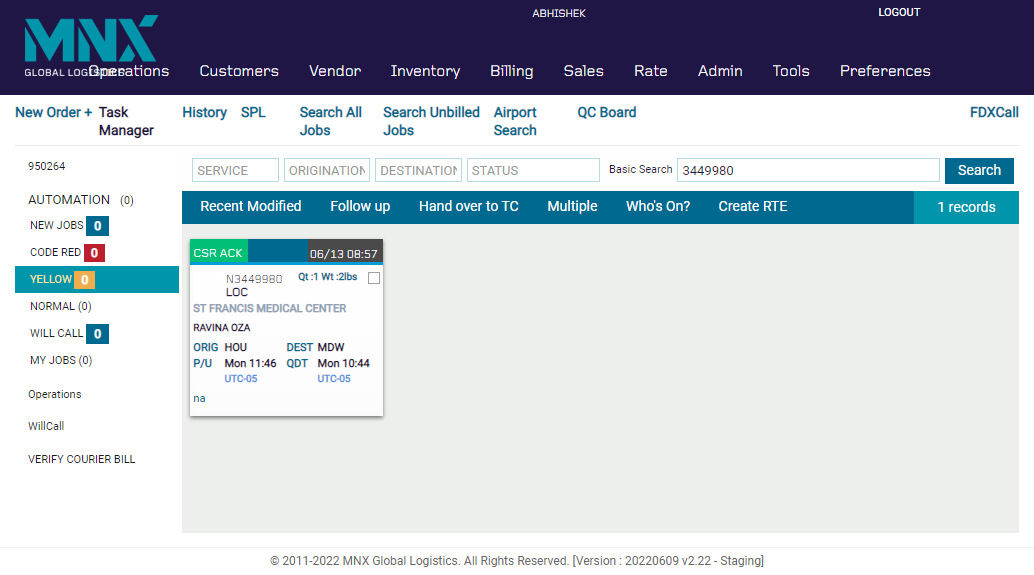 MNX
GLOBAL LOGISTICS
ABHISHEK
LOGOUT
Operations Customers Vendor Inventory Billing Sales Rate Admin Tools Preferences
New Order + Task Manager History SPL Search All Jobs Search Unbilled Jobs Airport Search QC Board FDXCall
950264
AUTOMATION (0)
NEW JOBS 0
CODE RED 0
YELLOW 0
NORMAL (0)
WILL CALL 0
MY JOBS (0)
Operations
WillCall
VERIFY COURIER BILL
SERVICE ORIGINATION DESTINATION STATUS Basic Search 3449980 Search
Recent Modified Follow up Hand over to TC Multiple Who's On? Create RTE 1 records
CSR ACK 06/13 08:57
N3449980 Qt :1 Wt :2lbs
LOC
ST FRANCIS MEDICAL CENTER
RAVINA OZA
ORIG HOU DEST MDW
P/U Mon 11:46 QDT Mon 10:44
UTC-05 UTC-05
na
© 2011-2022 MNX Global Logistics. All Rights Reserved. [Version : 20220609 v2.22 - Staging]